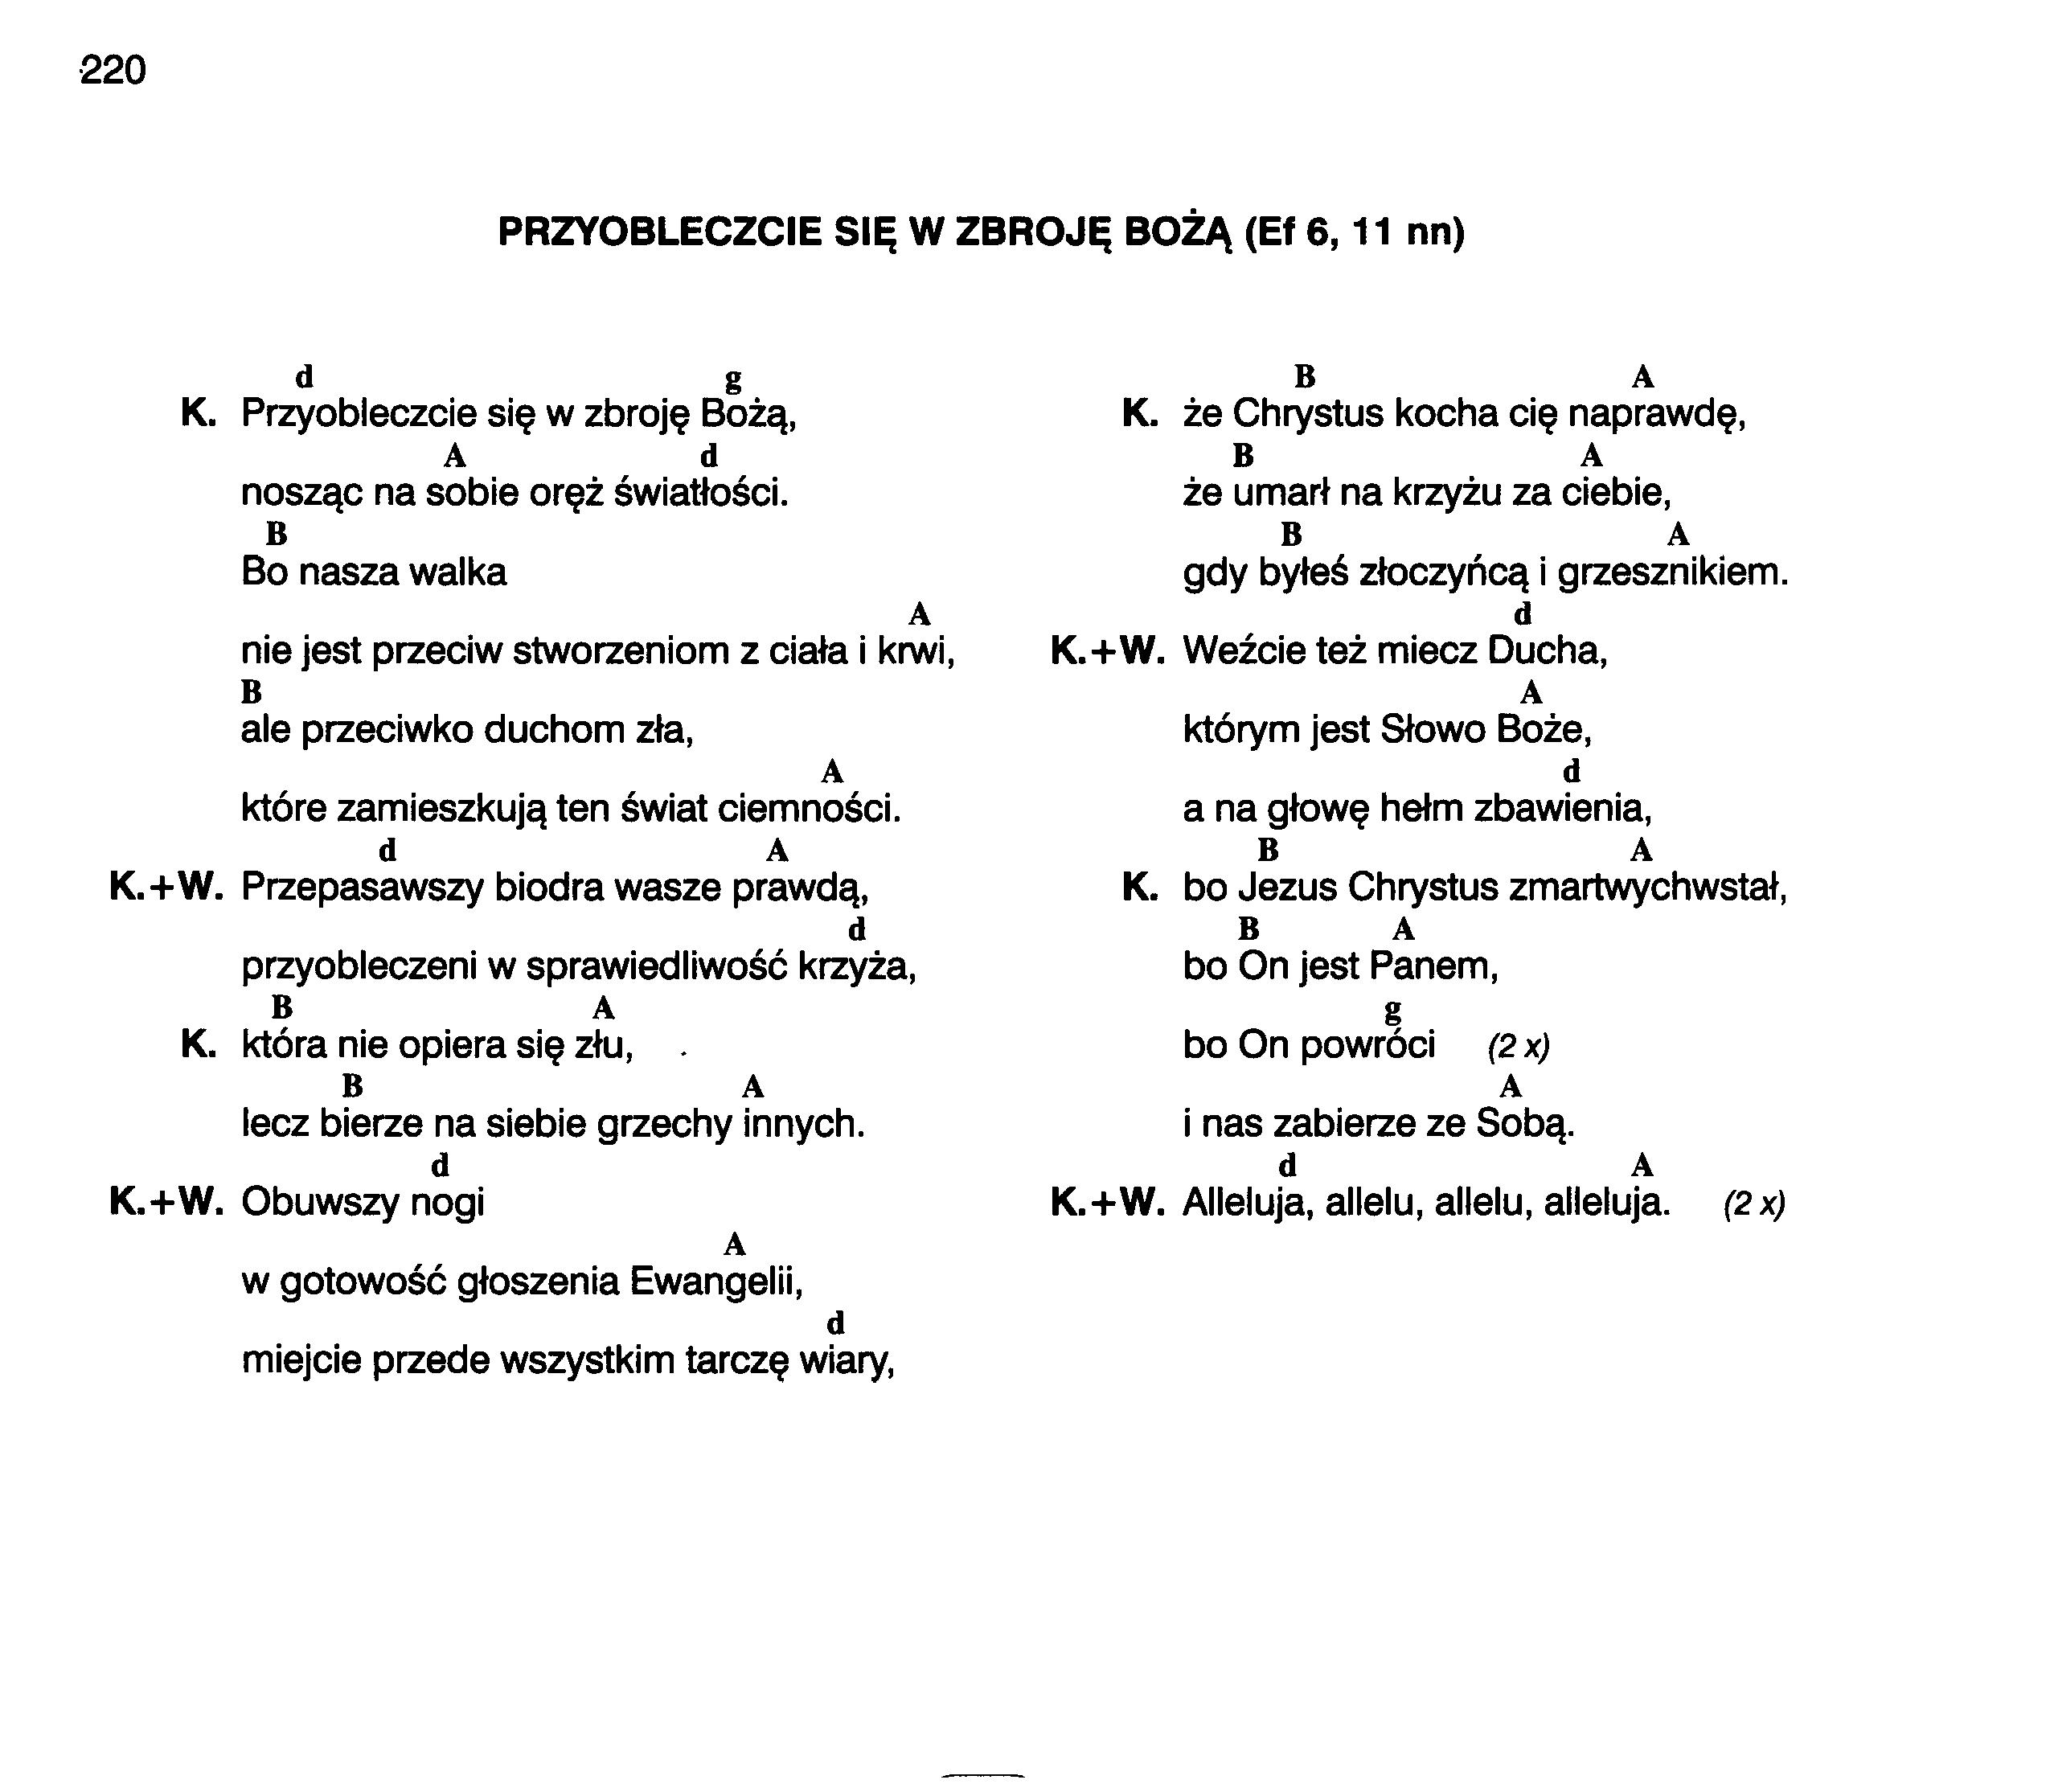 220
PRZYOBLECZCIE SIĘ W ZBROJĘ BOŻĄ (Ef 6, 11 nn)
d g
K. Przyobleczcie się w zbroję Bożą,
A d
nosząc na sobie oręż światłości.
B
Bo nasza walka
A
nie jest przeciw stworzeniom z ciała i krwi,
B
ale przeciwko duchom zła,
A
które zamieszkują ten świat ciemności.
d A
K.+W. Przepasawszy biodra wasze prawdą,
d
przyobleczeni w sprawiedliwość krzyża,
B A
K. która nie opiera się złu,
B A
lecz bierze na siebie grzechy innych.
d
K.+W. Obuwszy nogi
A
w gotowość głoszenia Ewangelii,
d
miejcie przede wszystkim tarczę wiary,
B A
K. że Chrystus kocha cię naprawdę,
B A
że umarł na krzyżu za ciebie,
B A
gdy byłeś złoczyńcą i grzesznikiem.
d
K.+W. Weźcie też miecz Ducha,
A
którym jest Słowo Boże,
d
a na głowę hełm zbawienia,
B A
K. bo Jezus Chrystus zmartwychwstał,
B A
bo On jest Panem,
g
bo On powróci (2 x)
A
i nas zabierze ze Sobą.
d A
K.+W. Alleluja, allelu, allelu, alleluja. (2 x)